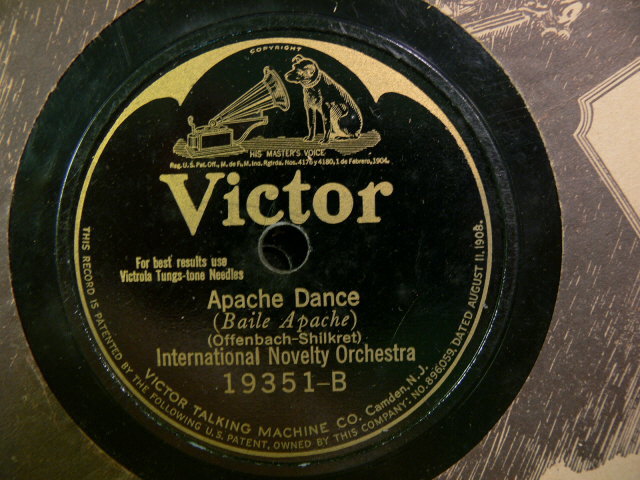 COPYRIGHT
HIS MASTER'S VOICE
Reg. U.S. Pat. Off., M. de F. M. Ind. Rgtrda. Nos. 4176 y 4180, 1 de Febrero, 1904.
Victor
For best results use
Victrola Tungs-tone Needles
Apache Dance
(Baile Apache)
(Offenbach-Shilkret)
International Novelty Orchestra
19351-B
VICTOR TALKING MACHINE CO. Camden, N.J.
THIS RECORD IS PATENTED BY THE FOLLOWING U.S. PATENT, OWNED BY THIS COMPANY: NO. 896,059, DATED AUGUST 11, 1908.